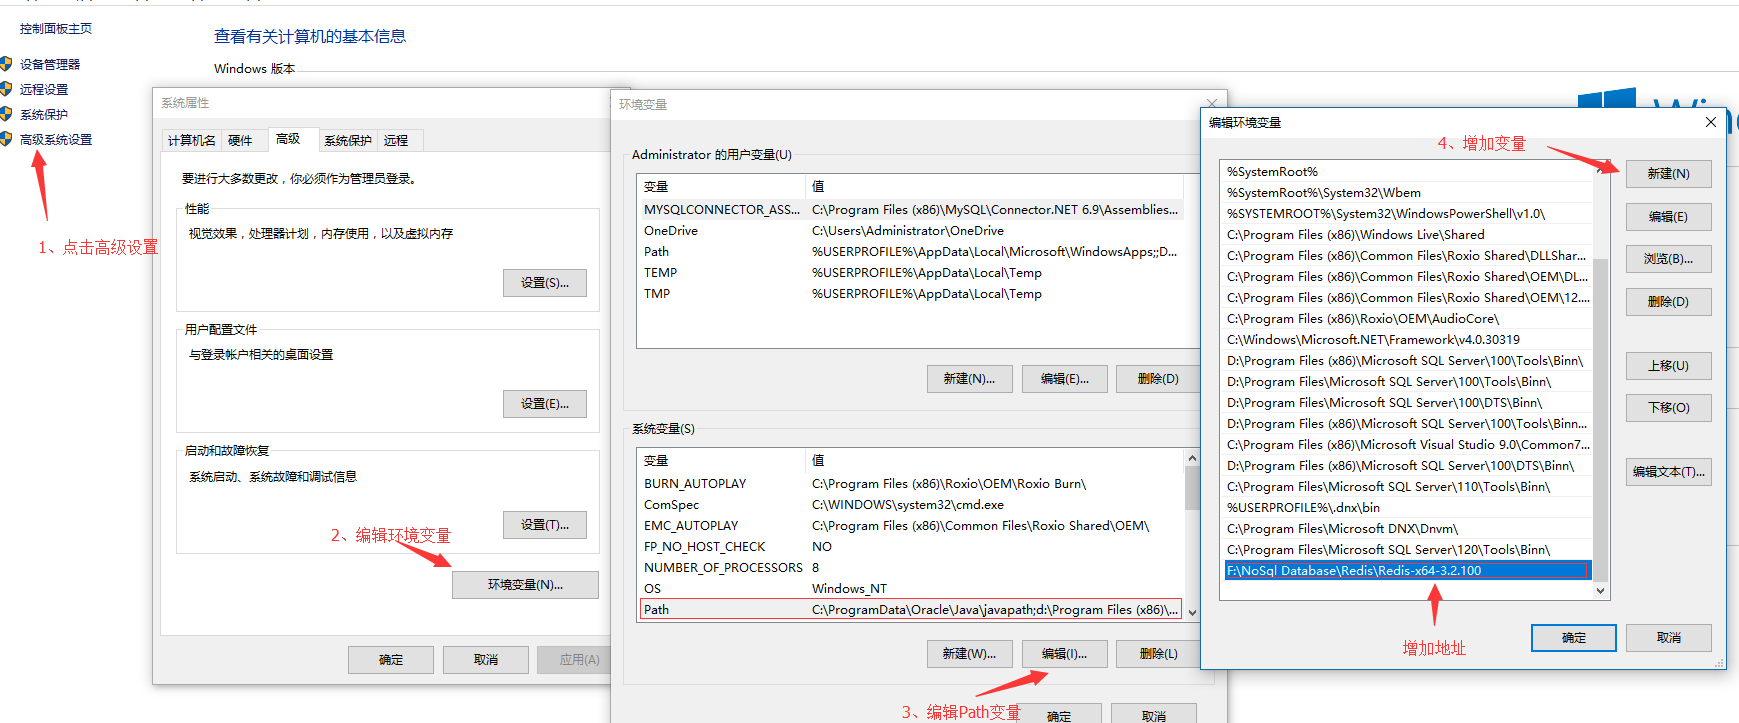 控制面板主页
设备管理器
远程设置
系统保护
高级系统设置
1、点击高级设置
查看有关计算机的基本信息
Windows 版本
系统属性
计算机名
硬件
高级
系统保护
远程
要进行大多数更改，你必须作为管理员登录。
性能
视觉效果，处理器计划，内存使用，以及虚拟内存
设置(S)...
用户配置文件
与登录帐户相关的桌面设置
设置(E)...
启动和故障恢复
系统启动、系统故障和调试信息
设置(T)...
2、编辑环境变量
环境变量(N)...
确定
取消
应用(A)
环境变量
Administrator 的用户变量(U)
变量 值
MYSQLCONNECTOR_ASS... C:\Program Files (x86)\MySQL\Connector.NET 6.9\Assemblies...
OneDrive C:\Users\Administrator\OneDrive
Path %USERPROFILE%\AppData\Local\Microsoft\WindowsApps;;D...
TEMP %USERPROFILE%\AppData\Local\Temp
TMP %USERPROFILE%\AppData\Local\Temp
新建(N)...
编辑(E)...
删除(D)
系统变量(S)
变量 值
BURN_AUTOPLAY C:\Program Files (x86)\Roxio\OEM\Roxio Burn\
ComSpec C:\WINDOWS\system32\cmd.exe
EMC_AUTOPLAY C:\Program Files (x86)\Common Files\Roxio Shared\OEM\
FP_NO_HOST_CHECK NO
NUMBER_OF_PROCESSORS 8
OS Windows_NT
Path C:\ProgramData\Oracle\Java\javapath;d:\Program Files (x86)\...
新建(W)...
编辑(I)...
删除(L)
3、编辑Path变量
确定
取消
编辑环境变量
4、增加变量
%SystemRoot%
%SystemRoot%\System32\Wbem
%SYSTEMROOT%\System32\WindowsPowerShell\v1.0\
C:\Program Files (x86)\Windows Live\Shared
C:\Program Files (x86)\Common Files\Roxio Shared\DLLShar...
C:\Program Files (x86)\Common Files\Roxio Shared\OEM\DL...
C:\Program Files (x86)\Common Files\Roxio Shared\OEM\12....
C:\Program Files (x86)\Roxio\OEM\AudioCore\
C:\Windows\Microsoft.NET\Framework\v4.0.30319
D:\Program Files (x86)\Microsoft SQL Server\100\Tools\Binn\
D:\Program Files\Microsoft SQL Server\100\Tools\Binn\
D:\Program Files\Microsoft SQL Server\100\DTS\Binn\
D:\Program Files (x86)\Microsoft SQL Server\100\Tools\Binn...
C:\Program Files (x86)\Microsoft Visual Studio 9.0\Common7...
D:\Program Files (x86)\Microsoft SQL Server\100\DTS\Binn\
C:\Program Files\Microsoft SQL Server\110\Tools\Binn\
%USERPROFILE%\.dnx\bin
C:\Program Files\Microsoft DNX\Dnvm\
C:\Program Files\Microsoft SQL Server\120\Tools\Binn\
F:\NoSql Database\Redis\Redis-x64-3.2.100
增加地址
新建(N)
编辑(E)
浏览(B)...
删除(D)
上移(U)
下移(O)
编辑文本(T)...
确定
取消